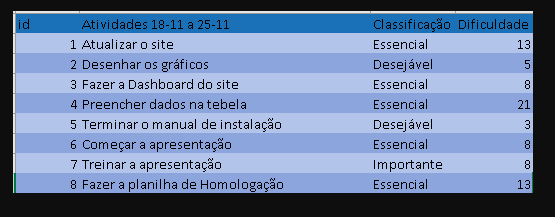 id Atividades 18-11 a 25-11 Classificação Dificuldade
1 Atualizar o site Essencial 13
2 Desenhar os gráficos Desejável 5
3 Fazer a Dashboard do site Essencial 8
4 Preencher dados na tebela Essencial 21
5 Terminar o manual de instalação Desejável 3
6 Começar a apresentação Essencial 8
7 Treinar a apresentação Importante 8
8 Fazer a planilha de Homologação Essencial 13